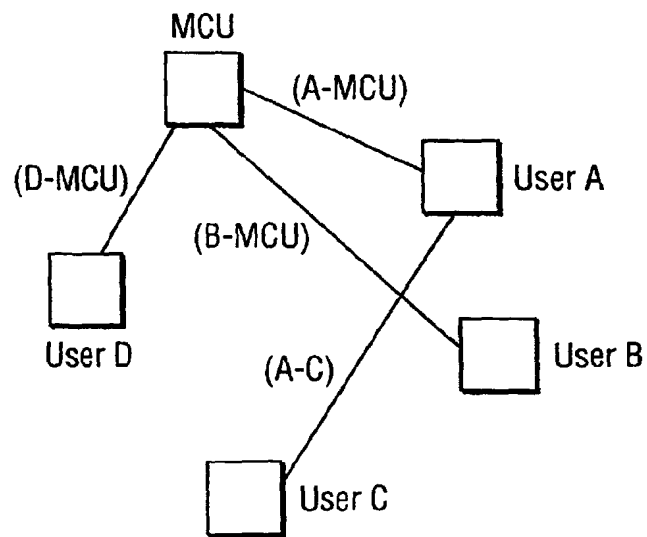 MCU
(A-MCU)
User A
(D-MCU)
(B-MCU)
User D
User B
(A-C)
User C